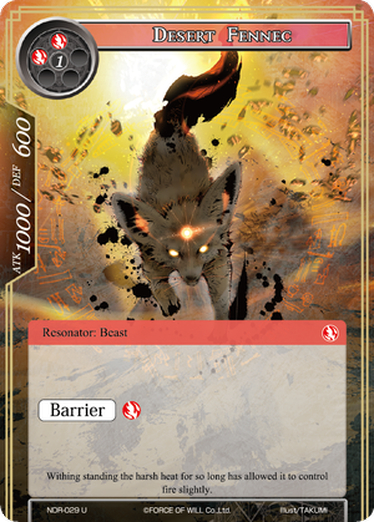 Desert Fennec
1
ATK 1000 // DEF 600
Resonator: Beast
Barrier
Withing standing the harsh heat for so long has allowed it to control
fire slightly.
NDR-029 U
©FORCE OF WILL Co.,Ltd.
Illust/TAKUMI